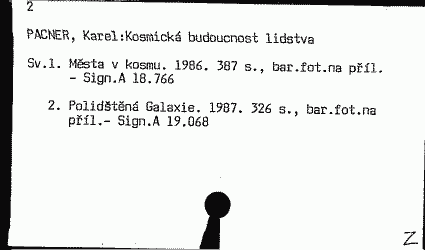 2
PACNER, Karel:Kosmická budoucnost lidstva
Sv.1. Města v kosmu. 1986. 387 s., bar.fot.na příl.
- Sign.A 18.766
2. Polidštěná Galaxie. 1987. 326 s., bar.fot.na
příl.- Sign.A 19.068
Z